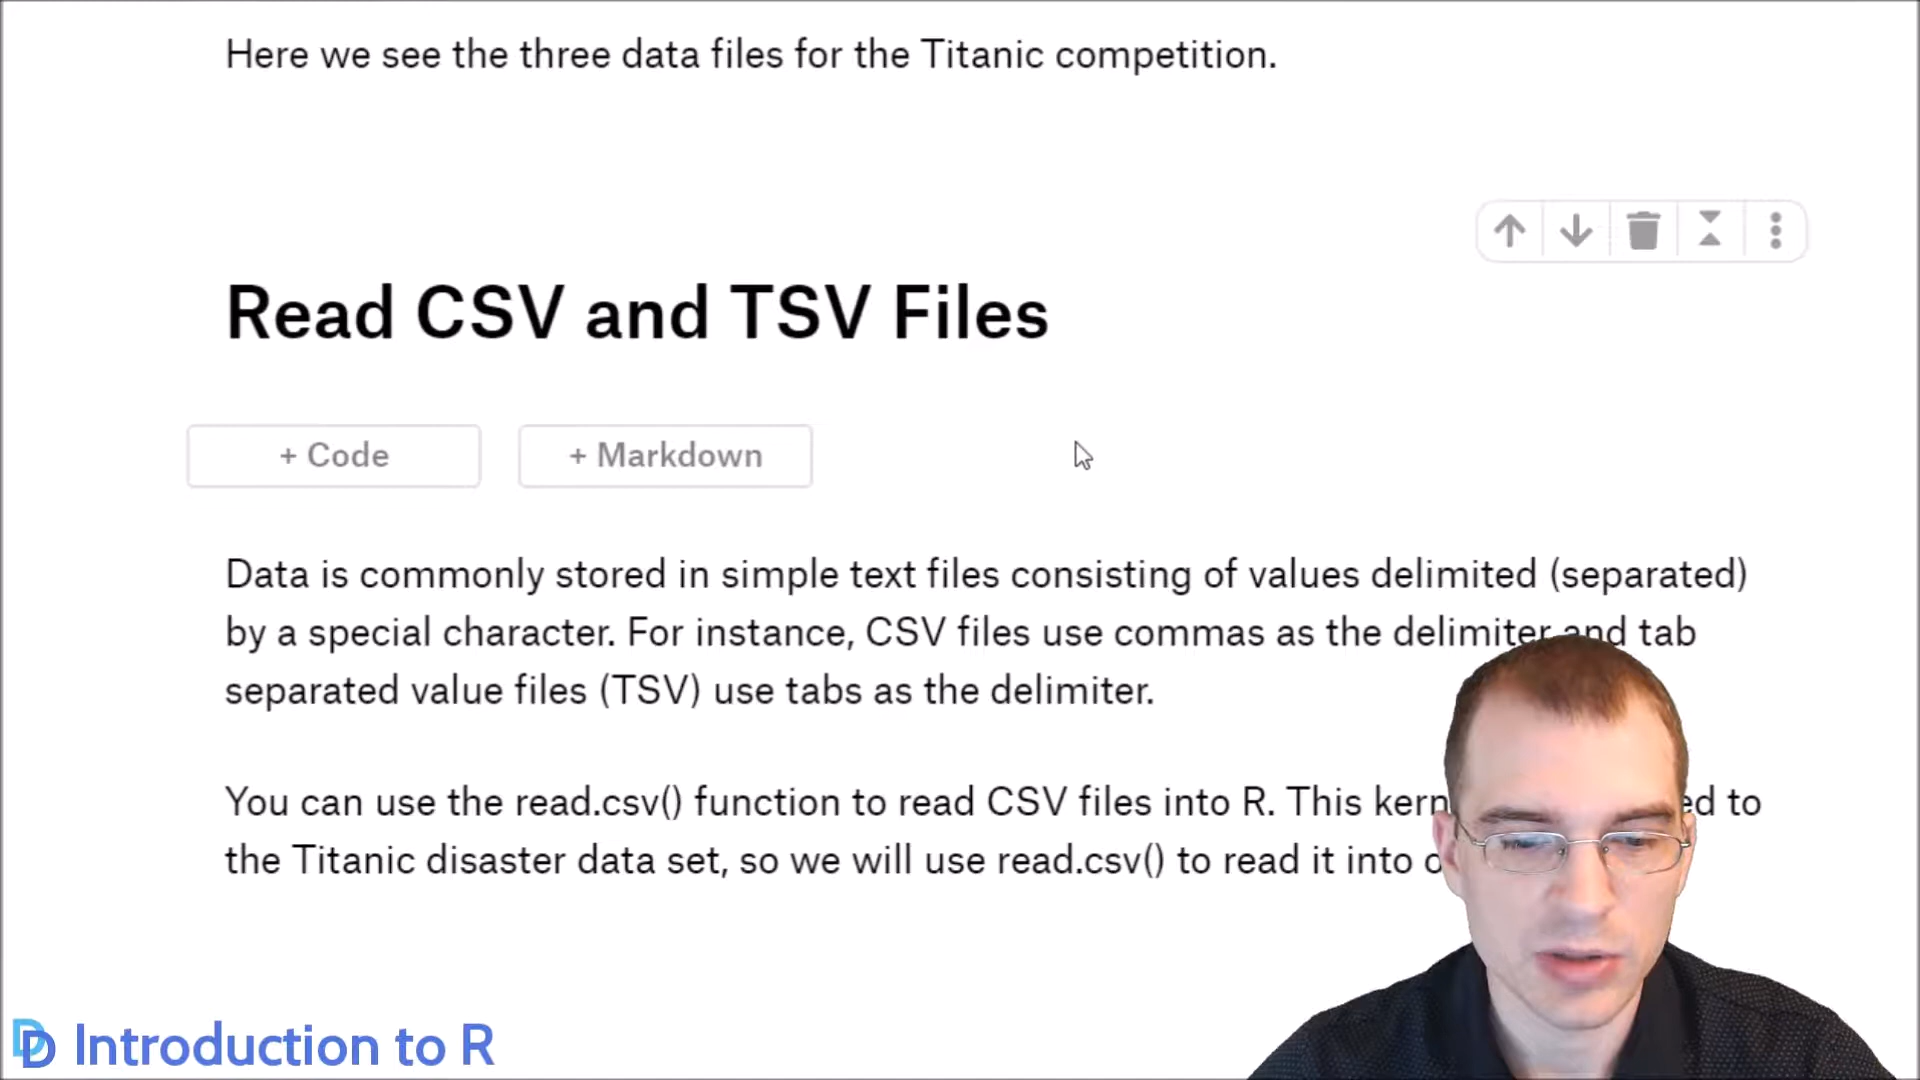 Here we see the three data files for the Titanic competition.
Read CSV and TSV Files
+ Code
+ Markdown
Data is commonly stored in simple text files consisting of values delimited (separated)
by a special character. For instance, CSV files use commas as the delimiter and tab
separated value files (TSV) use tabs as the delimiter.
You can use the read.csv() function to read CSV files into R. This to
the Titanic disaster data set, so we will use read.csv() to read it into
Introduction to R